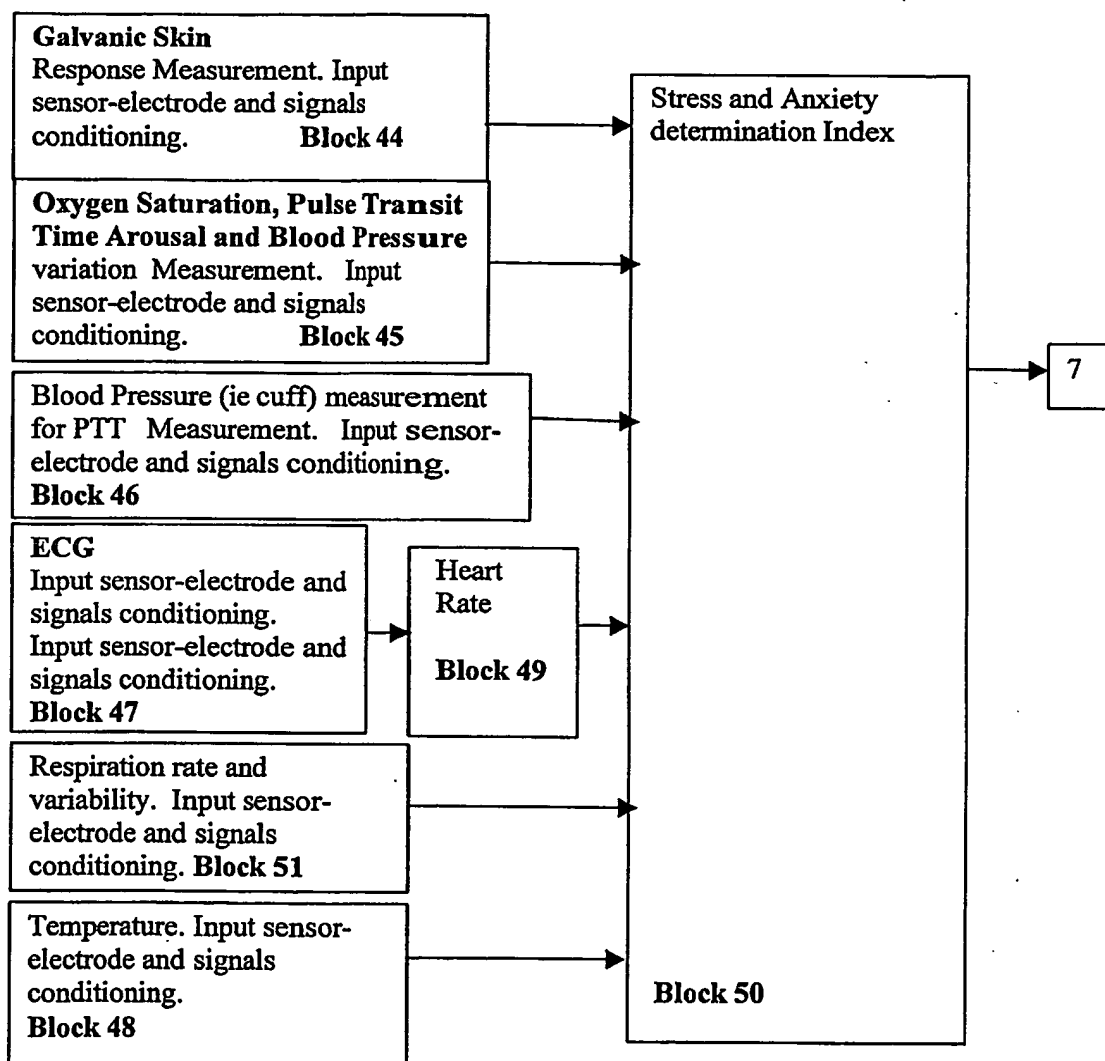 Galvanic Skin
Response Measurement. Input
sensor-electrode and signals
conditioning. Block 44
Oxygen Saturation, Pulse Transit
Time Arousal and Blood Pressure
variation Measurement. Input
sensor-electrode and signals
conditioning. Block 45
Blood Pressure (ie cuff) measurement
for PTT Measurement. Input sensor-
electrode and signals conditioning.
Block 46
ECG
Input sensor-electrode and
signals conditioning.
Input sensor-electrode and
signals conditioning.
Block 47
Heart
Rate
Block 49
Respiration rate and
variability. Input sensor-
electrode and signals
conditioning. Block 51
Temperature. Input sensor-
electrode and signals
conditioning.
Block 48
Stress and Anxiety
determination Index
Block 50
7